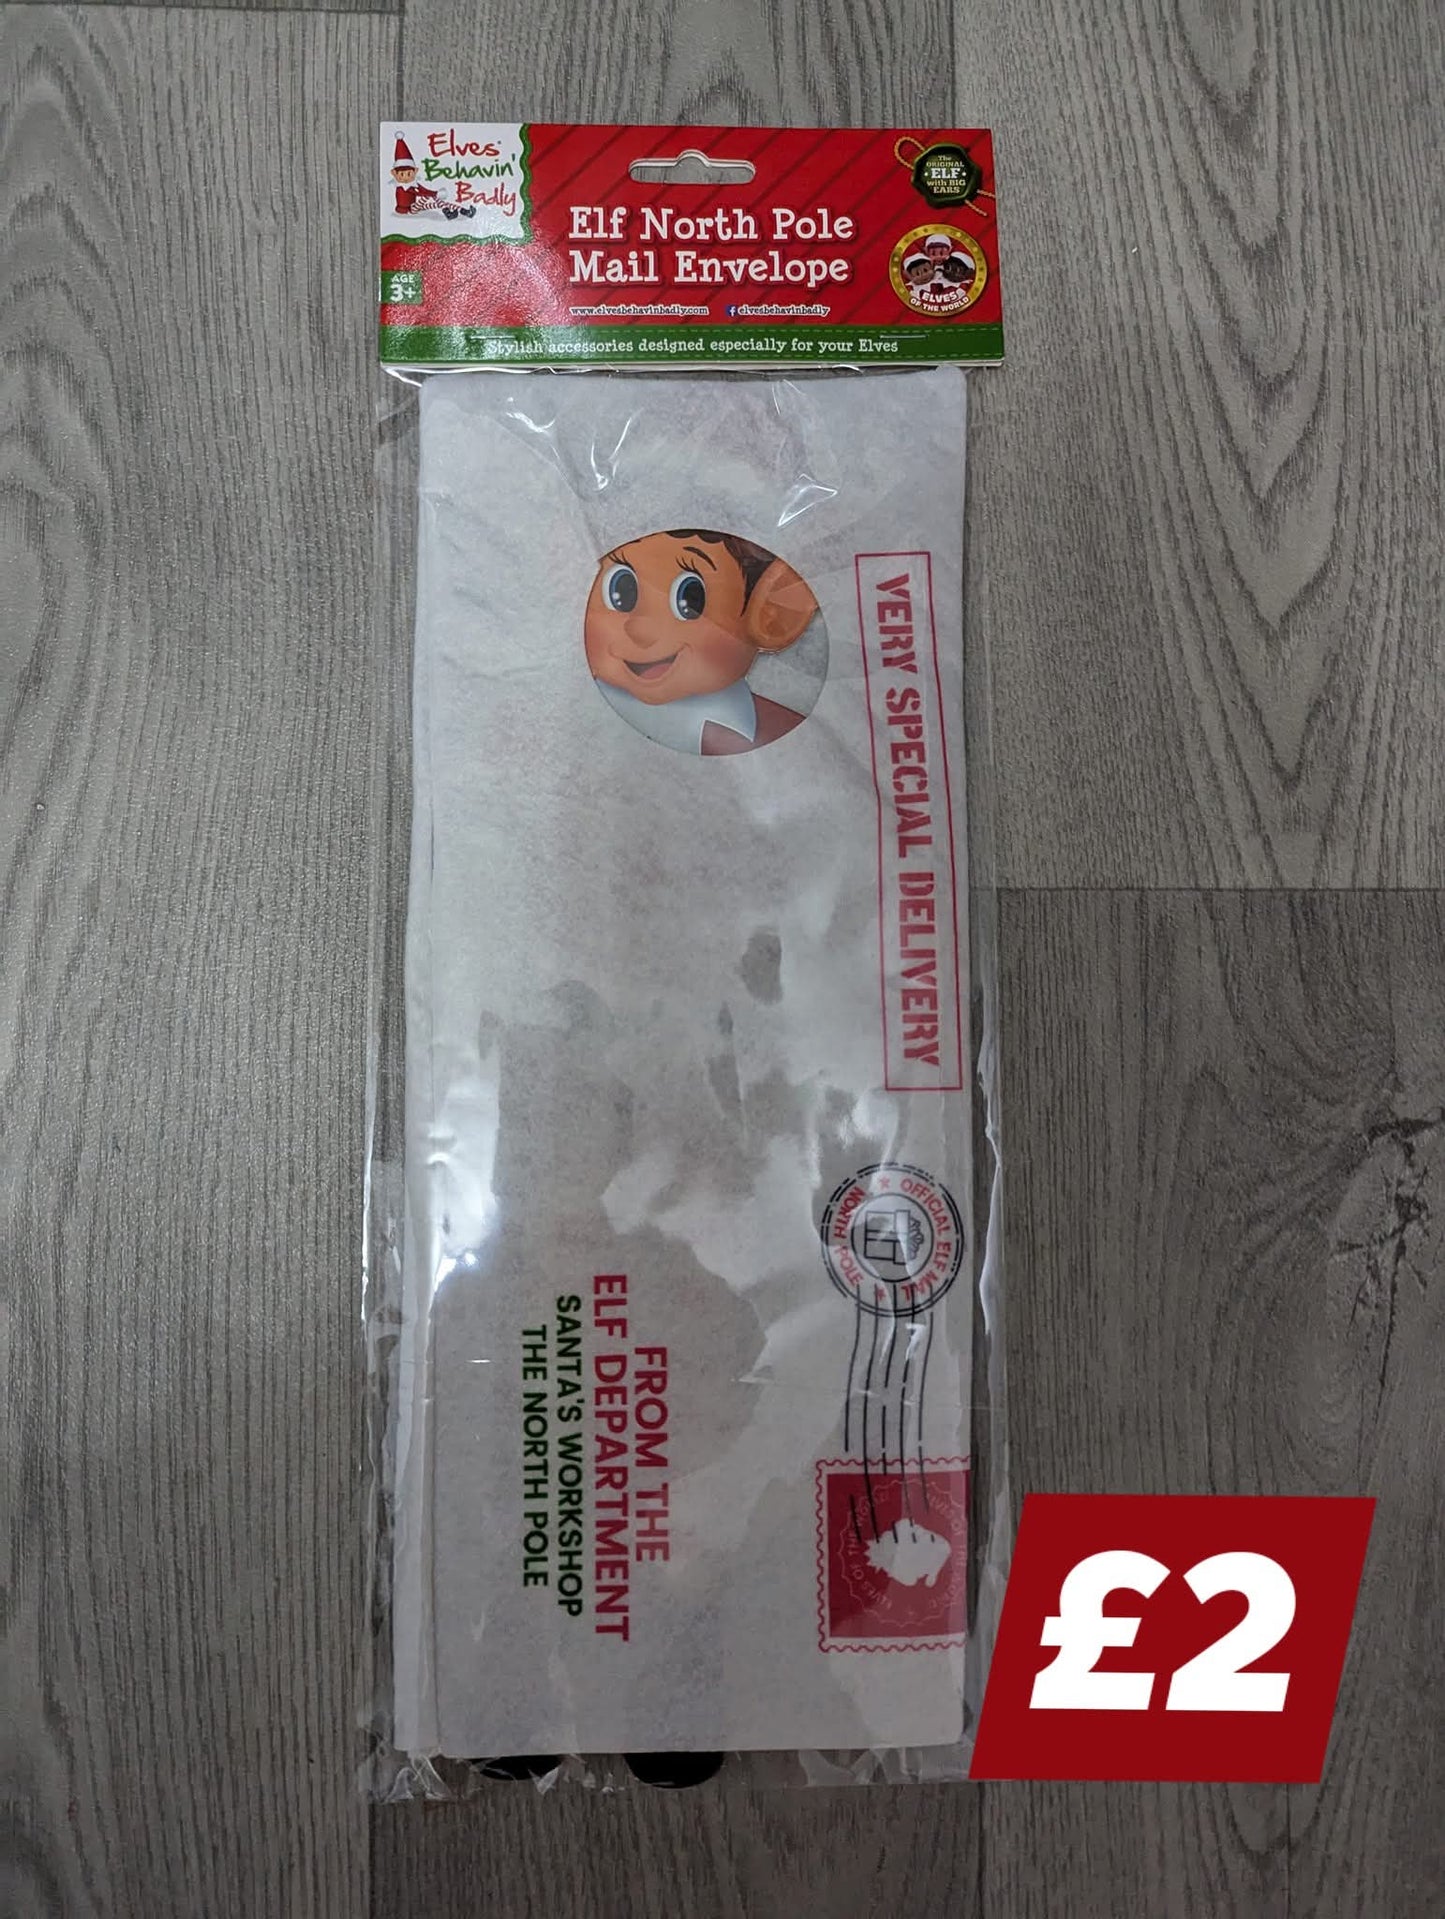 Elves
Behavin'
Badly
The
ORIGINAL
ELF
with BIG
EARS
Elf North Pole
Mail Envelope
AGE
3+
ELVES
OF THE WORLD
www.elvesbehavinbadly.com
f elvesbehavinbadly
Stylish accessories designed especially for your Elves
VERY SPECIAL DELIVERY
OFFICIAL ELF MAIL
NORTH POLE
FROM THE
ELF DEPARTMENT
SANTA'S WORKSHOP
THE NORTH POLE
£2